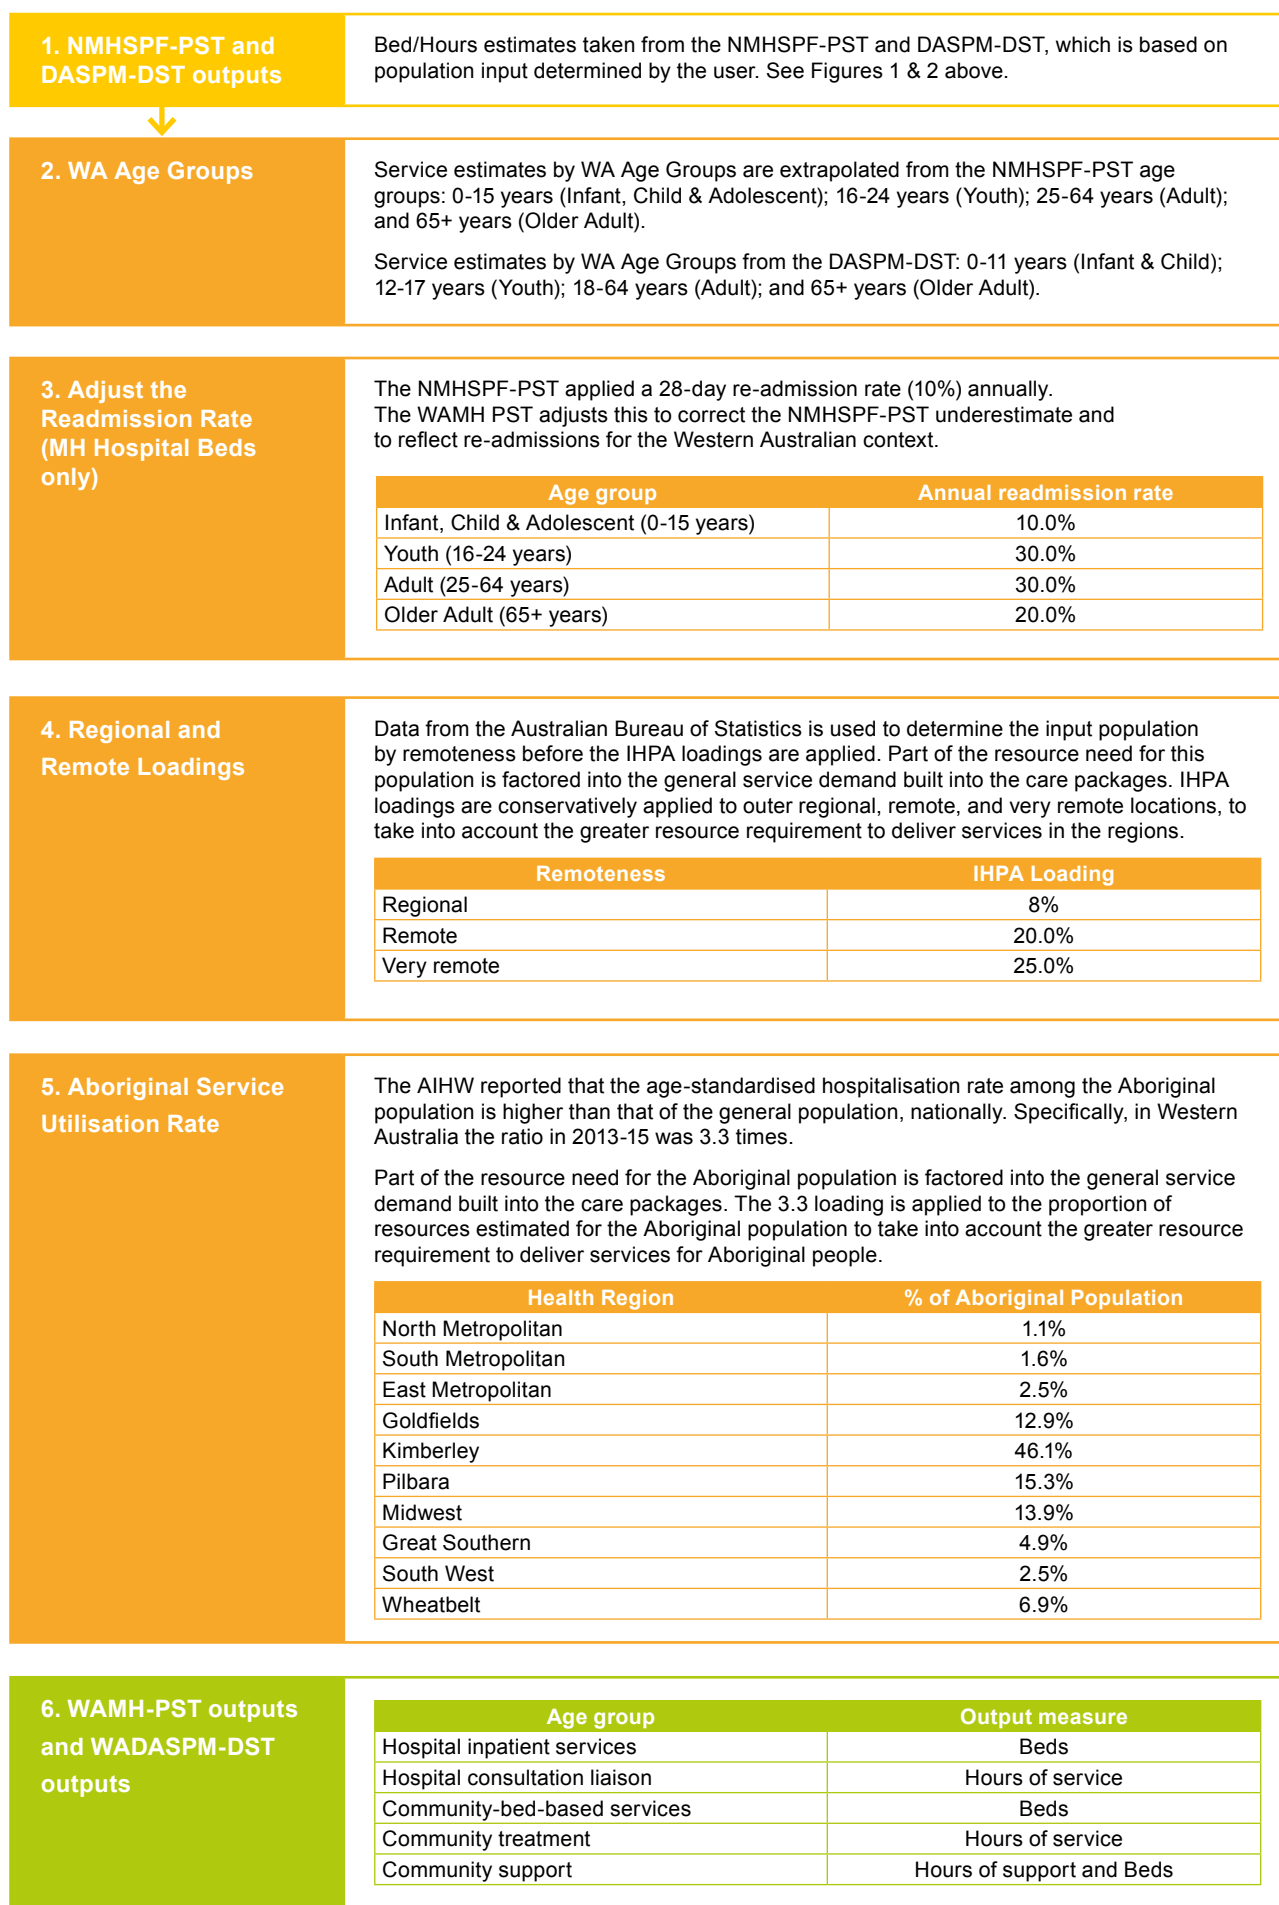 1. NMHSPF-PST and
DASPM-DST outputs
Bed/Hours estimates taken from the NMHSPF-PST and DASPM-DST, which is based on
population input determined by the user. See Figures 1 & 2 above.
2. WA Age Groups
Service estimates by WA Age Groups are extrapolated from the NMHSPF-PST age
groups: 0-15 years (Infant, Child & Adolescent); 16-24 years (Youth); 25-64 years (Adult);
and 65+ years (Older Adult).
Service estimates by WA Age Groups from the DASPM-DST: 0-11 years (Infant & Child);
12-17 years (Youth); 18-64 years (Adult); and 65+ years (Older Adult).
3. Adjust the
Readmission Rate
(MH Hospital Beds
only)
The NMHSPF-PST applied a 28-day re-admission rate (10%) annually.
The WAMH PST adjusts this to correct the NMHSPF-PST underestimate and
to reflect re-admissions for the Western Australian context.
Age group Annual readmission rate
Infant, Child & Adolescent (0-15 years) 10.0%
Youth (16-24 years) 30.0%
Adult (25-64 years) 30.0%
Older Adult (65+ years) 20.0%
4. Regional and
Remote Loadings
Data from the Australian Bureau of Statistics is used to determine the input population
by remoteness before the IHPA loadings are applied. Part of the resource need for this
population is factored into the general service demand built into the care packages. IHPA
loadings are conservatively applied to outer regional, remote, and very remote locations, to
take into account the greater resource requirement to deliver services in the regions.
Remoteness IHPA Loading
Regional 8%
Remote 20.0%
Very remote 25.0%
5. Aboriginal Service
Utilisation Rate
The AIHW reported that the age-standardised hospitalisation rate among the Aboriginal
population is higher than that of the general population, nationally. Specifically, in Western
Australia the ratio in 2013-15 was 3.3 times.
Part of the resource need for the Aboriginal population is factored into the general service
demand built into the care packages. The 3.3 loading is applied to the proportion of
resources estimated for the Aboriginal population to take into account the greater resource
requirement to deliver services for Aboriginal people.
Health Region % of Aboriginal Population
North Metropolitan 1.1%
South Metropolitan 1.6%
East Metropolitan 2.5%
Goldfields 12.9%
Kimberley 46.1%
Pilbara 15.3%
Midwest 13.9%
Great Southern 4.9%
South West 2.5%
Wheatbelt 6.9%
6. WAMH-PST outputs
and WADASPM-DST
outputs
Age group Output measure
Hospital inpatient services Beds
Hospital consultation liaison Hours of service
Community-bed-based services Beds
Community treatment Hours of service
Community support Hours of support and Beds